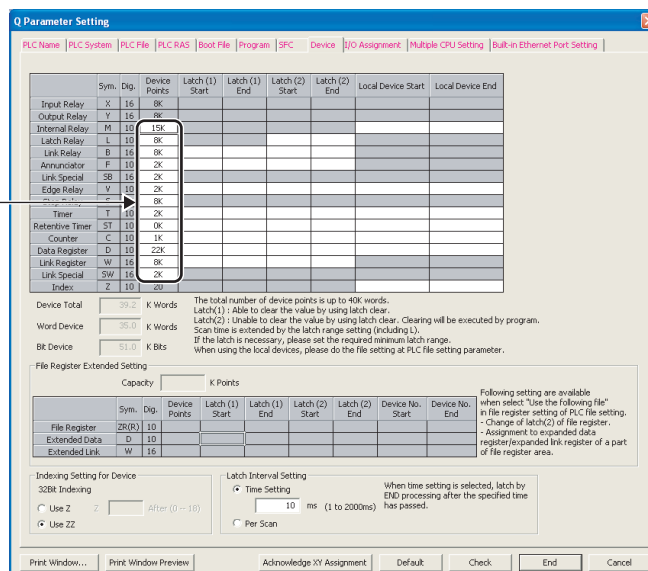 Q Parameter Setting
PLC Name PLC System PLC File PLC RAS Boot File Program SFC Device I/O Assignment Multiple CPU Setting Built-in Ethernet Port Setting
Sym. Dig. Device Points Latch (1) Start Latch (1) End Latch (2) Start Latch (2) End Local Device Start Local Device End
Input Relay X 16 8K
Output Relay Y 16 8K
Internal Relay M 10 15K
Latch Relay L 10 8K
Link Relay B 16 8K
Annunciator F 10 2K
Link Special SB 16 2K
Edge Relay V 10 2K
Step Relay S 10 8K
Timer T 10 2K
Retentive Timer ST 10 0K
Counter C 10 1K
Data Register D 10 22K
Link Register W 16 8K
Link Special SW 16 2K
Index Z 10 20
Device Total 39.2 K Words
Word Device 35.0 K Words
Bit Device 51.0 K Bits
The total number of device points is up to 40K words.
Latch(1) : Able to clear the value by using latch clear.
Latch(2) : Unable to clear the value by using latch clear. Clearing will be executed by program.
Scan time is extended by the latch range setting (including L).
If the latch is necessary, please set the required minimum latch range.
When using the local devices, please do the file setting at PLC file setting parameter.
File Register Extended Setting
Capacity K Points
Sym. Dig. Device Points Latch (1) Start Latch (1) End Latch (2) Start Latch (2) End Device No. Start Device No. End
File Register ZR(R) 10
Extended Data D 10
Extended Link W 16
Following setting are available
when select "Use the following file"
in file register setting of PLC file setting.
- Change of latch(2) of file register.
- Assignment to expanded data
register/expanded link register of a part
of file register area.
Indexing Setting for Device
32Bit Indexing
Use Z Z After (0 -- 18)
Use ZZ
Latch Interval Setting
Time Setting
10 ms (1 to 2000ms)
Per Scan
When time setting is selected, latch by
END processing after the specified time
has passed.
Print Window... Print Window Preview Acknowledge XY Assignment Default Check End Cancel